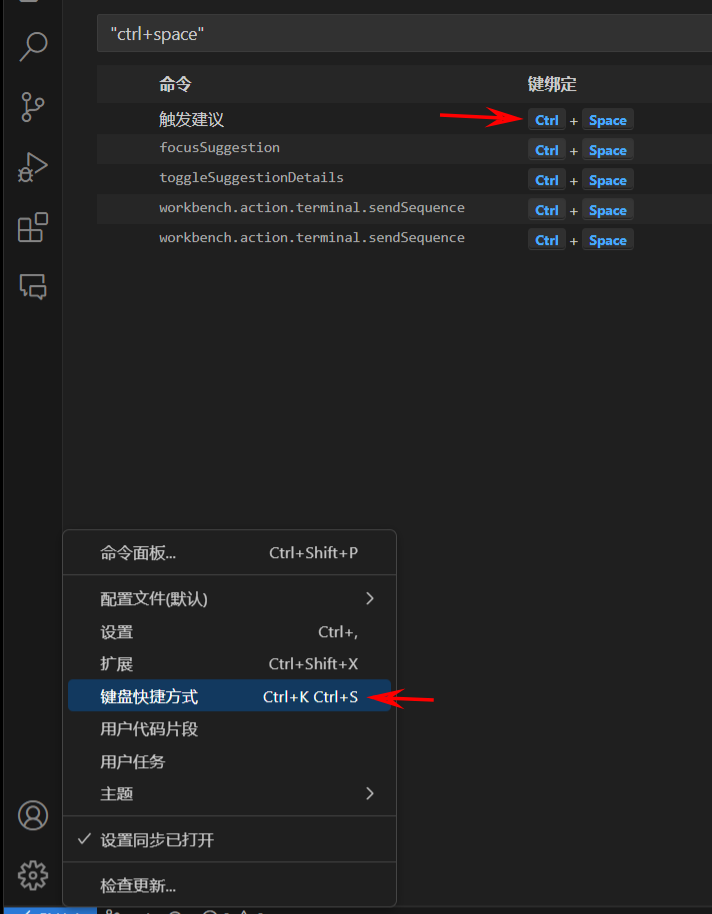 "ctrl+space"
命令 键绑定
触发建议 Ctrl + Space
focusSuggestion Ctrl + Space
toggleSuggestionDetails Ctrl + Space
workbench.action.terminal.sendSequence Ctrl + Space
workbench.action.terminal.sendSequence Ctrl + Space
命令面板... Ctrl+Shift+P
配置文件(默认)
设置 Ctrl+,
扩展 Ctrl+Shift+X
键盘快捷方式 Ctrl+K Ctrl+S
用户代码片段
用户任务
主题
设置同步已打开
检查更新...